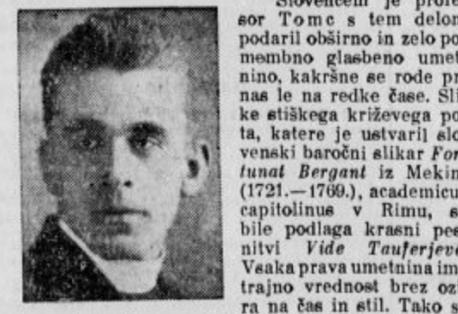 Slovencem je profe
sor Tomc s tem delom
podaril obširno in zelo po
membno glasbeno umet
nino, kakršne se rode pr
nas le na redke čase. Sli
ke stiškega križevega po
ta, katere je ustvaril slo
venski baročni slikar For
tunat Bergant iz Mekin
(1721.—1769.), academicu
capitolinus v Rimu, s
bile podlaga krasni pes
nitvi Vide Tauferjeve
Vsaka prava umetnina im
trajno vrednost brez ozi
ra na čas in stil. Tako s